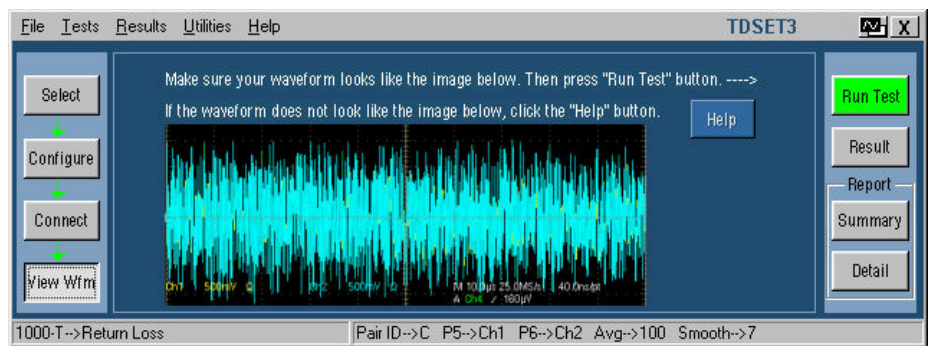 File Tests Results Utilities Help TDSET3 X
Make sure your waveform looks like the image below. Then press "Run Test" button. ---->
If the waveform does not look like the image below, click the "Help" button.
Help
Select
Configure
Connect
View Wfm
Run Test
Result
Report
Summary
Detail
Ch1 500mV Ω Ch2 500mV Ω M 10.0µs 25.0MS/s 40.0ns/pt
A Ch4 ∕ 160µV
1000-T-->Return Loss Pair ID-->C P5-->Ch1 P6-->Ch2 Avg-->100 Smooth-->7